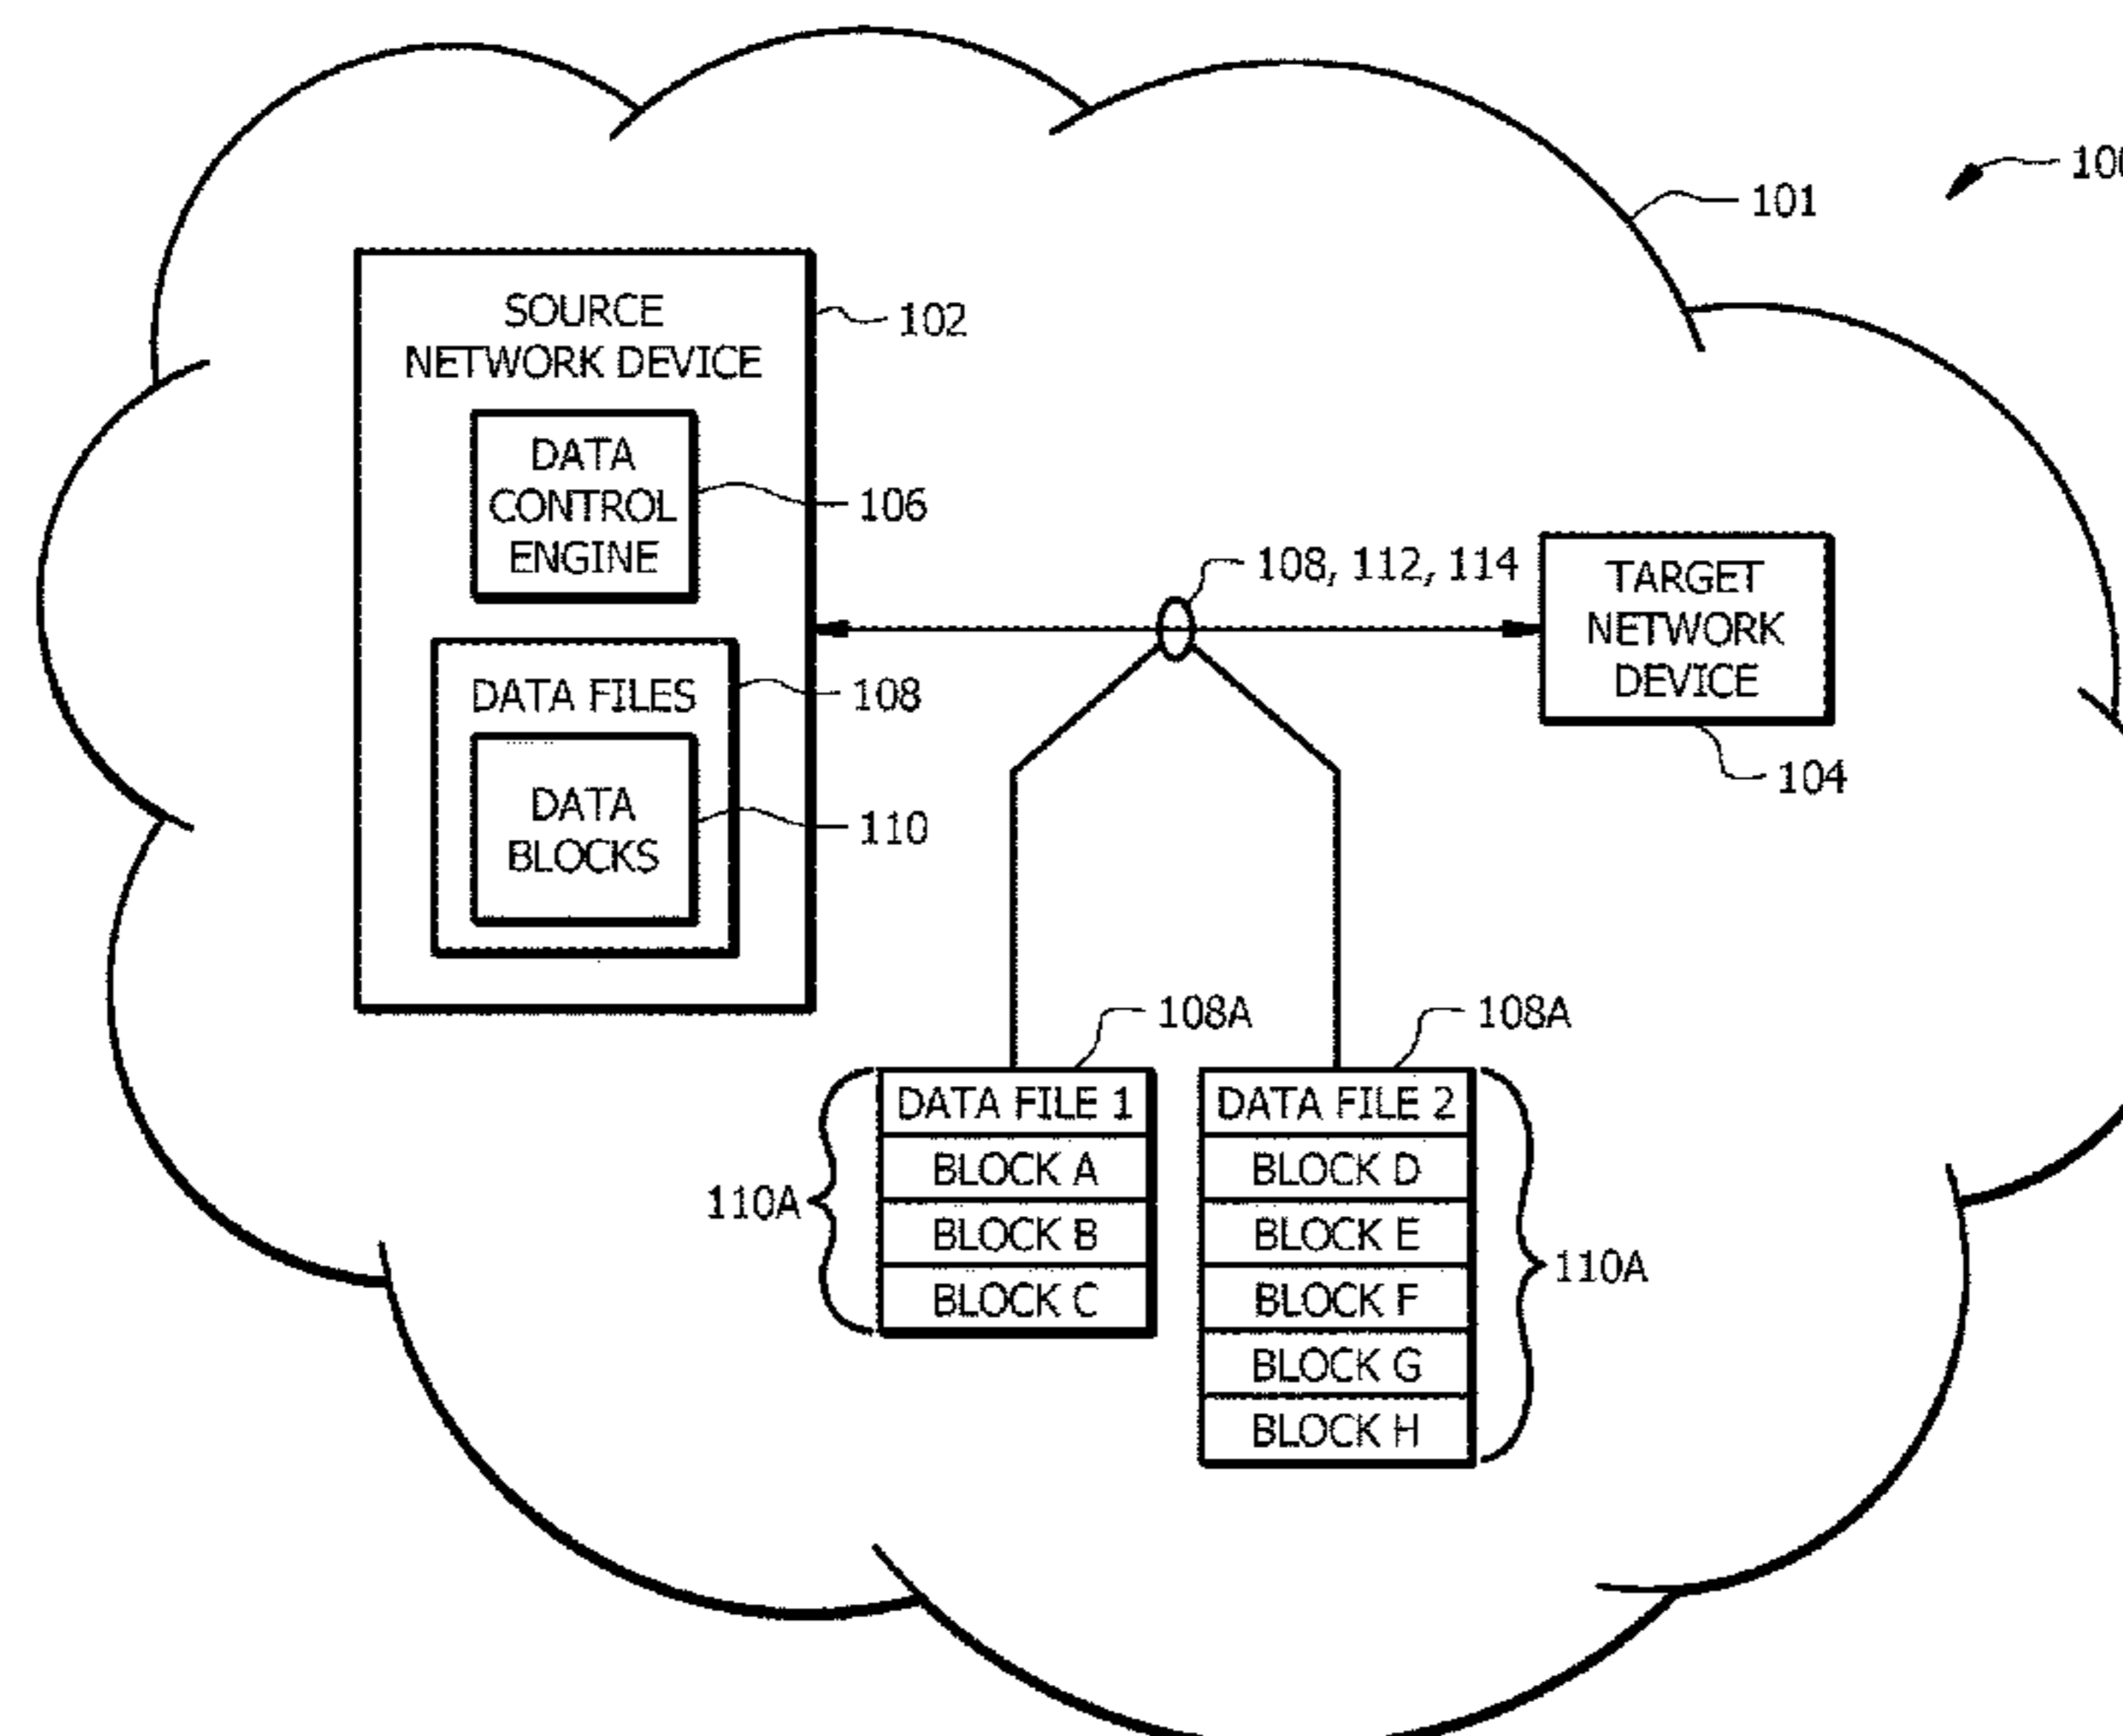 100
101
SOURCE
NETWORK DEVICE
102
DATA
CONTROL
ENGINE
106
108, 112, 114
TARGET
NETWORK
DEVICE
104
DATA FILES
108
DATA
BLOCKS
110
108A
108A
DATA FILE 1
BLOCK A
BLOCK B
BLOCK C
110A
DATA FILE 2
BLOCK D
BLOCK E
BLOCK F
BLOCK G
BLOCK H
110A